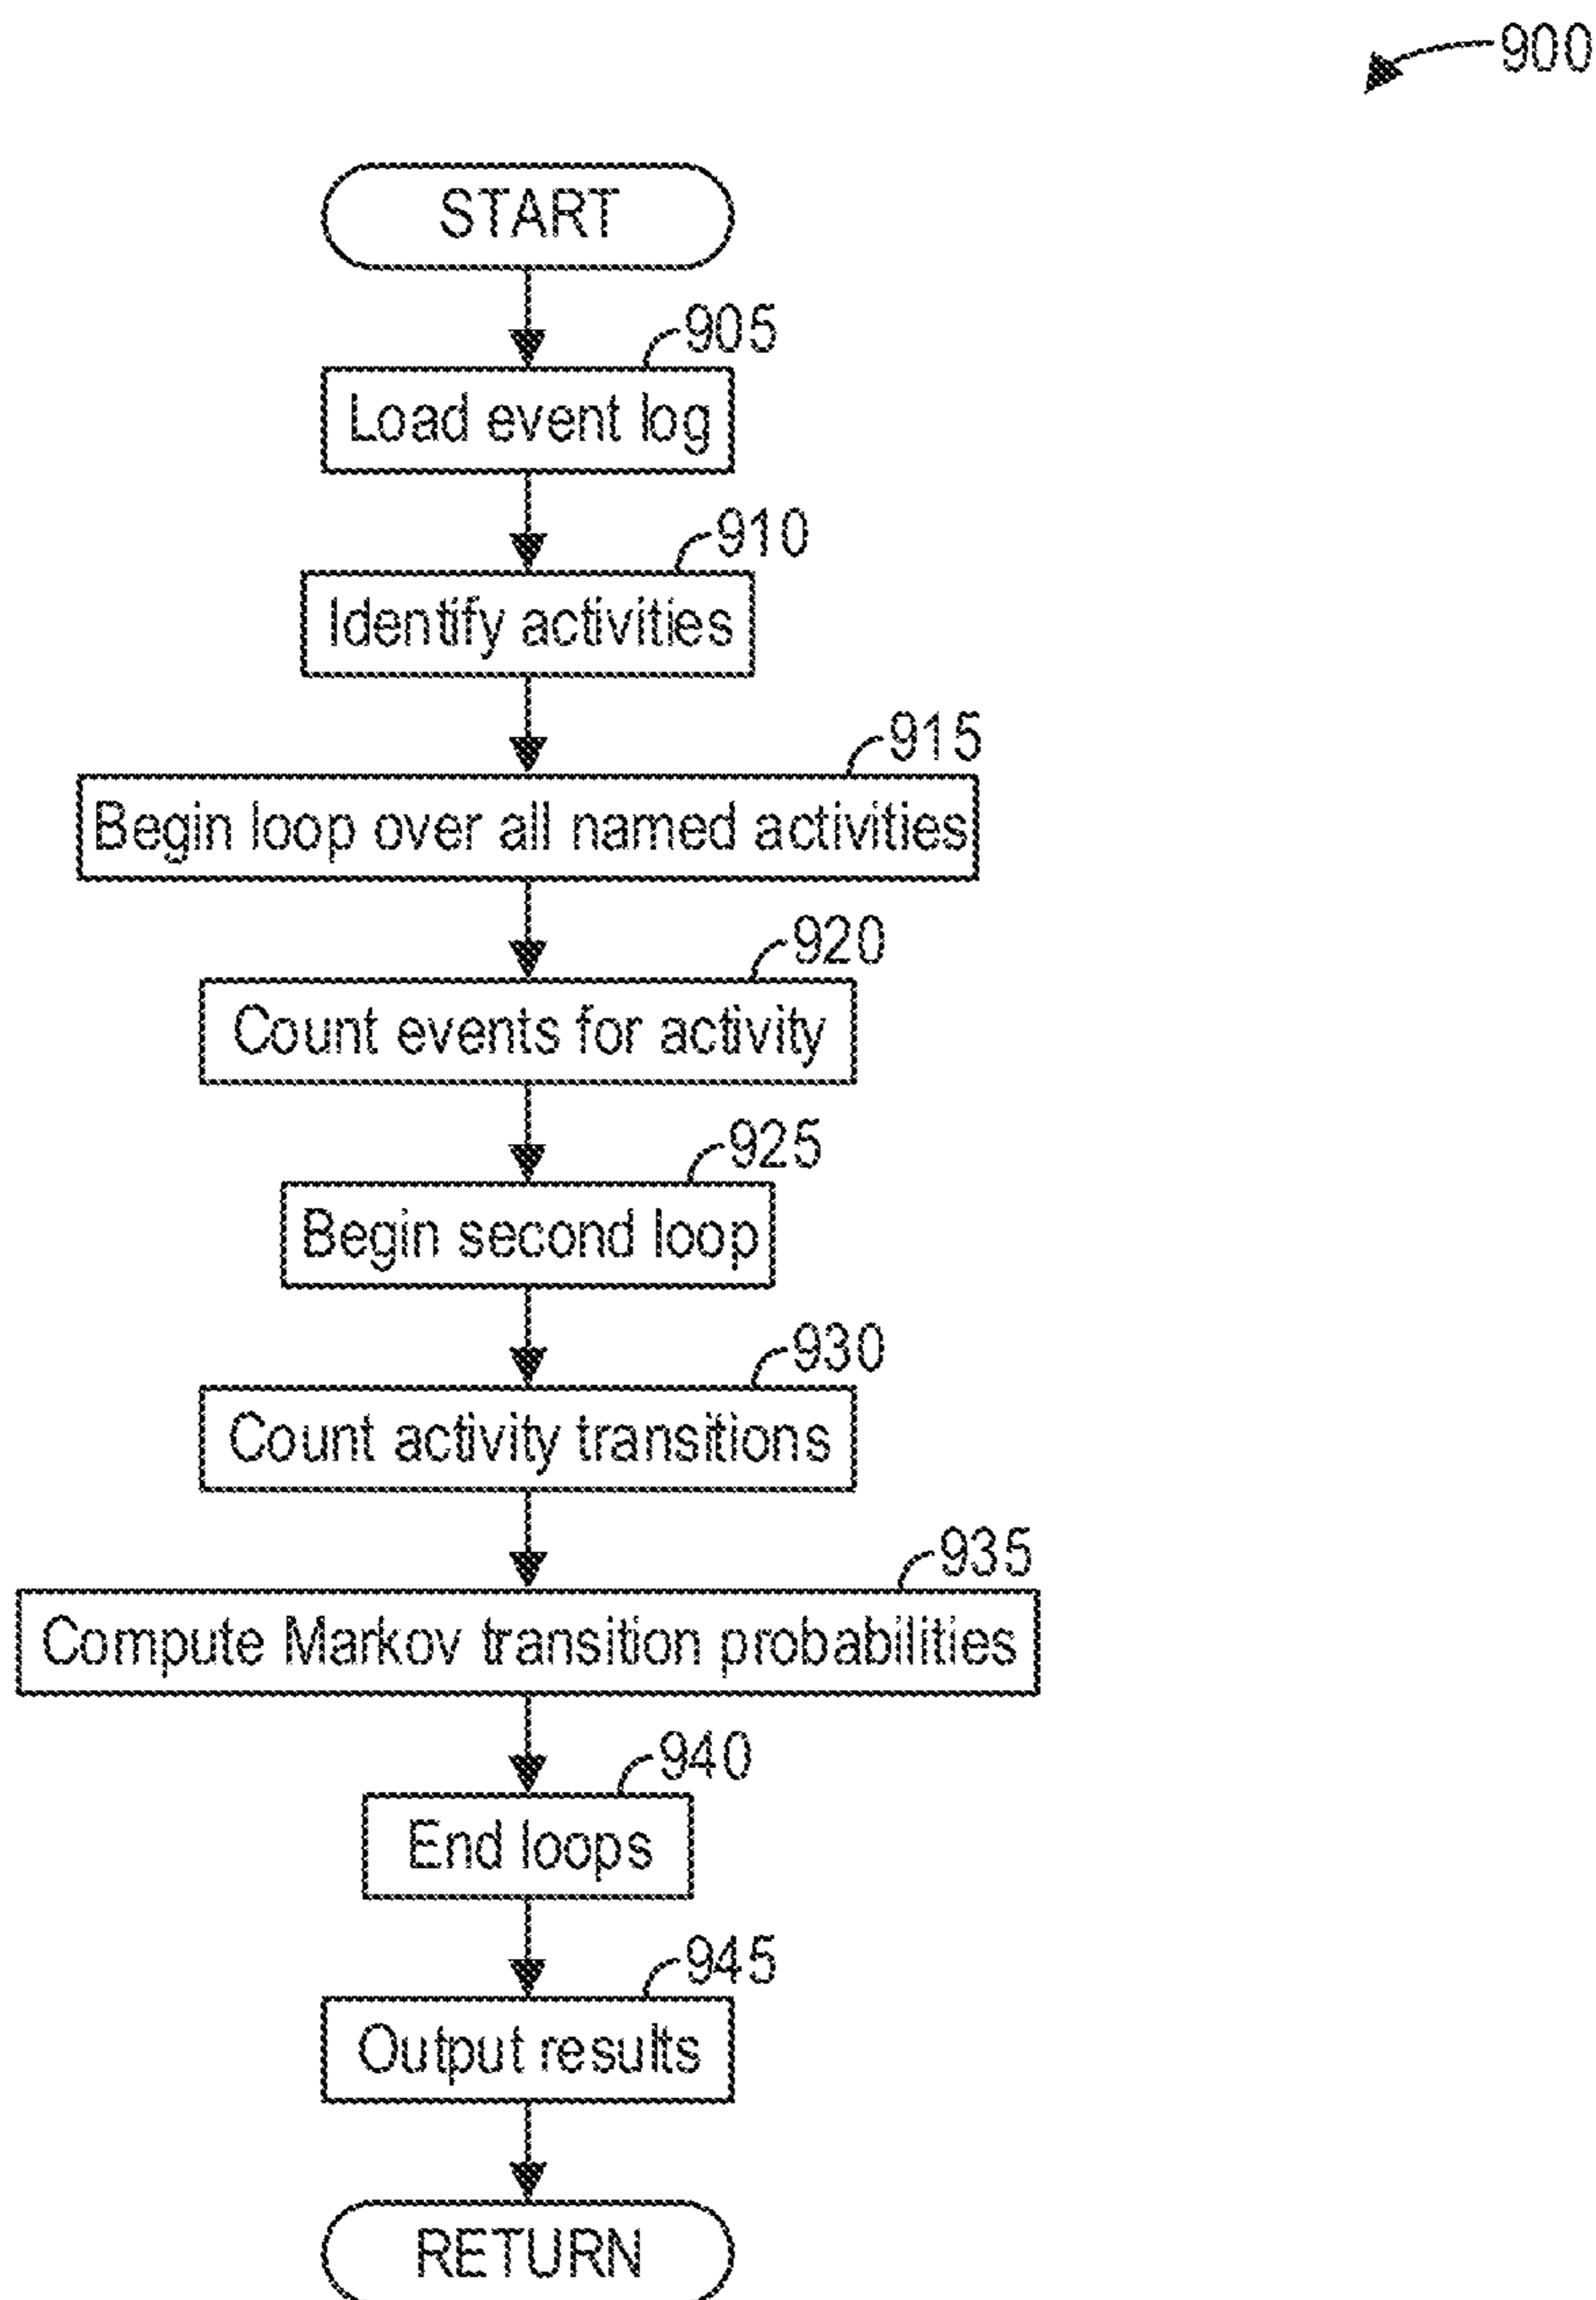 900
START
905
Load event log
910
Identify activities
915
Begin loop over all named activities
920
Count events for activity
925
Begin second loop
930
Count activity transitions
935
Compute Markov transition probabilities
940
End loops
945
Output results
RETURN